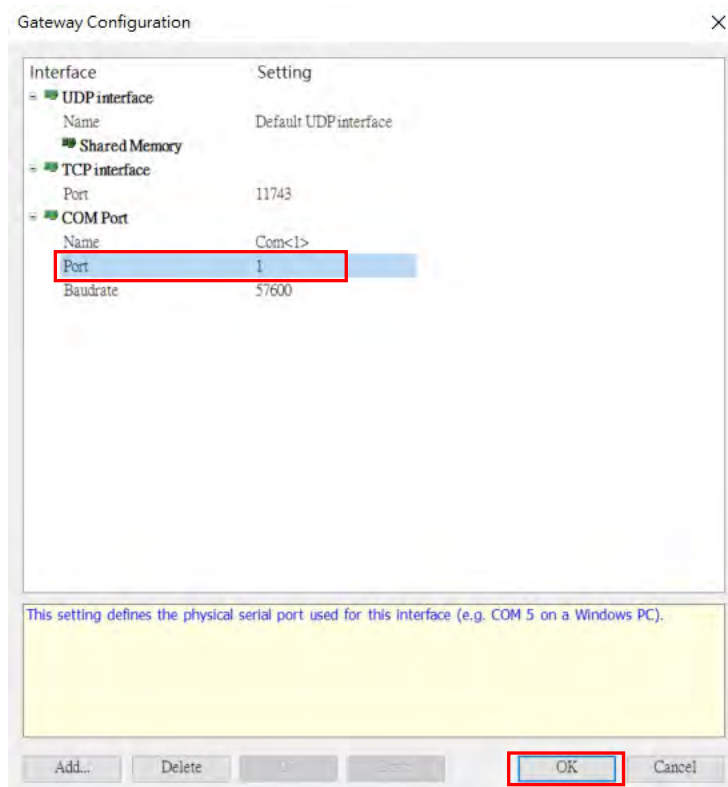 Gateway Configuration
Interface Setting
UDP interface
Name Default UDP interface
Shared Memory
TCP interface
Port 11743
COM Port
Name Com<1>
Port 1
Baudrate 57600
This setting defines the physical serial port used for this interface (e.g. COM 5 on a Windows PC).
Add... Delete OK Cancel